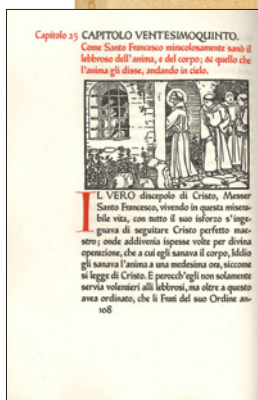 Capitolo 25 CAPITOLO VENTESIMOQUINTO.
Come Santo Francesco miracolosamente sanò il
lebbroso dell'anima, e del corpo; & quello che
l'anima gli disse, andando in cielo.
IL VERO discepolo di Cristo, Messer
Santo Francesco, vivendo in questa misera-
bile vita, con tutto il suo isforzo s'inge-
gnava di seguitare Cristo perfetto mae-
stro; onde addivenia ispesse volte per divina
operazione, che a cui egli sanava il corpo, Iddio
gli sanava l'anima a una medesima ora, siccome
si legge di Cristo. E perocch'egli non solamente
servia volentieri alli lebbrosi, ma oltre a questo
avea ordinato, che li Frati del suo Ordine an-
108